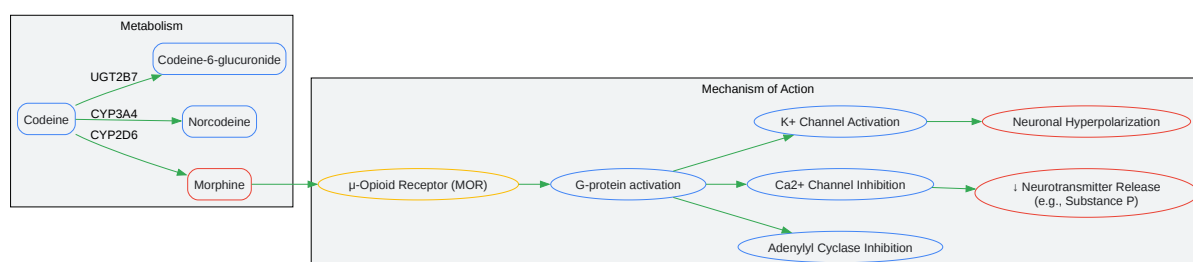 Metabolism
Codeine-6-glucuronide
UGT2B7
Codeine
CYP3A4
Norcodeine
CYP2D6
Morphine
Mechanism of Action
K+ Channel Activation
Neuronal Hyperpolarization
μ-Opioid Receptor (MOR)
G-protein activation
Ca2+ Channel Inhibition
↓ Neurotransmitter Release
(e.g., Substance P)
Adenylyl Cyclase Inhibition